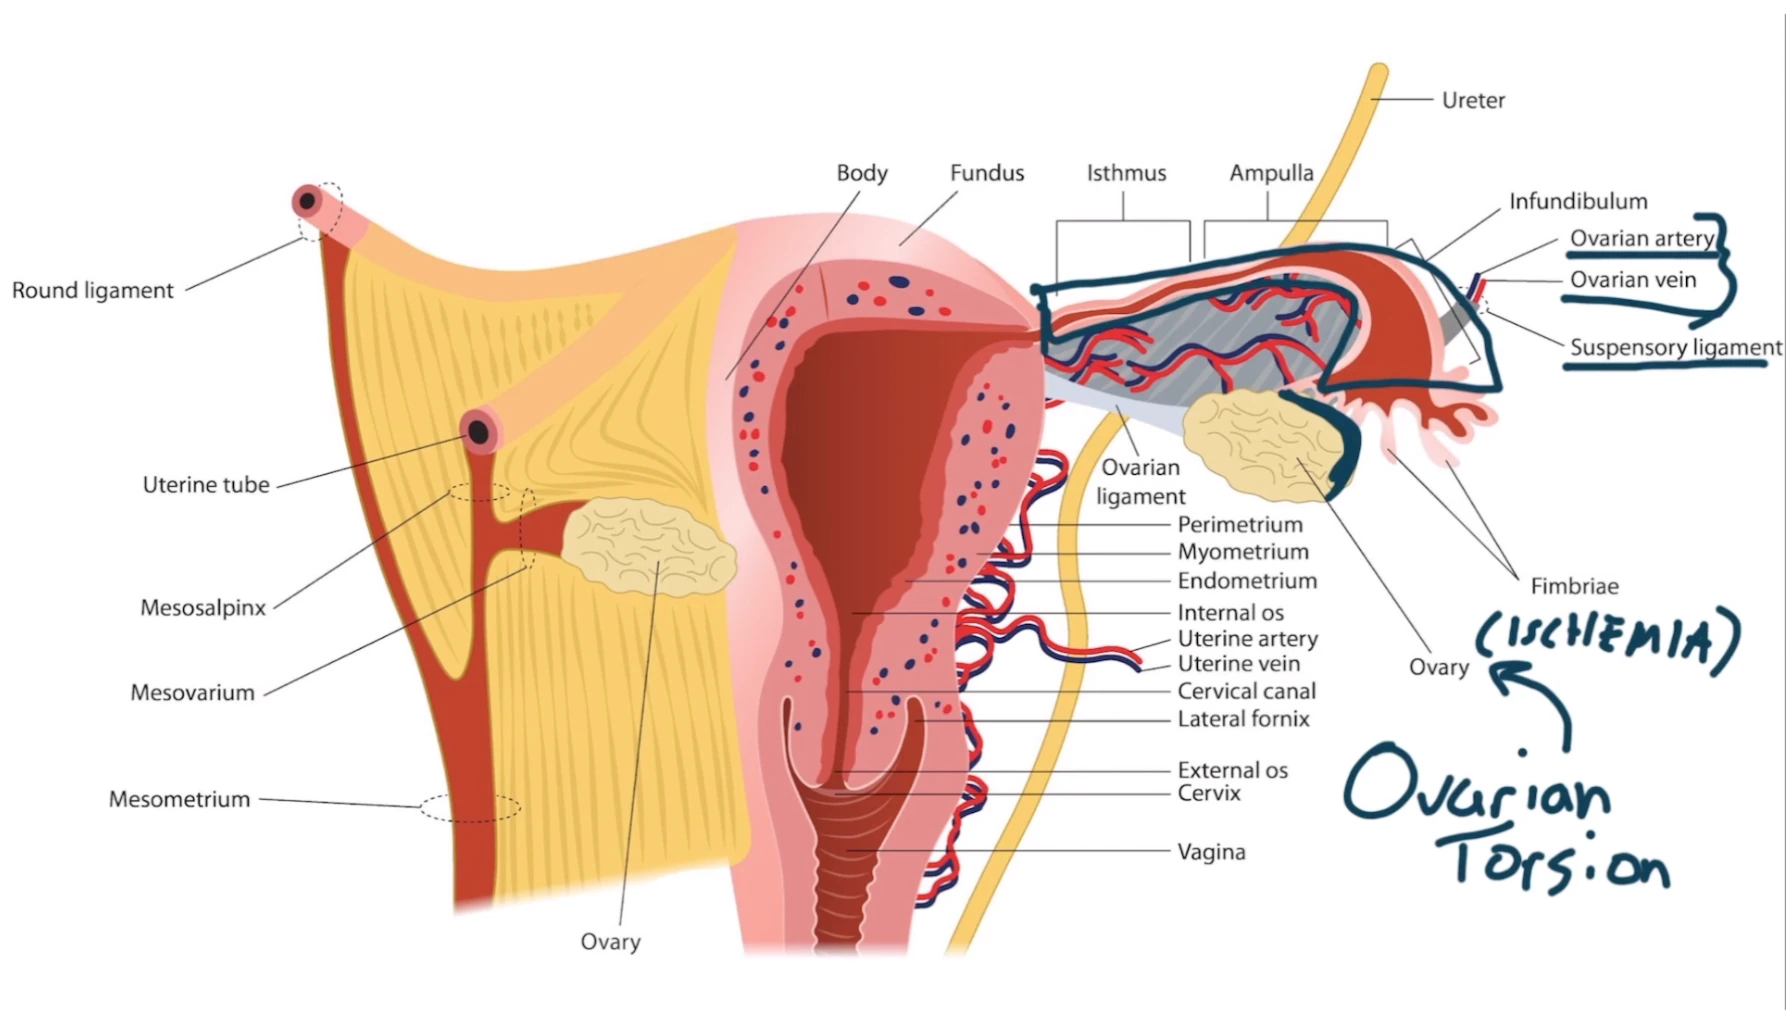 Ureter
Body
Fundus
Isthmus
Ampulla
Infundibulum
Ovarian artery
Ovarian vein
Suspensory ligament
Round ligament
Uterine tube
Mesosalpinx
Mesovarium
Mesometrium
Ovary
Ovarian
ligament
Perimetrium
Myometrium
Endometrium
Internal os
Uterine artery
Uterine vein
Cervical canal
Lateral fornix
External os
Cervix
Vagina
Fimbriae
(ISCHEMIA)
Ovary
Ovarian
Torsion